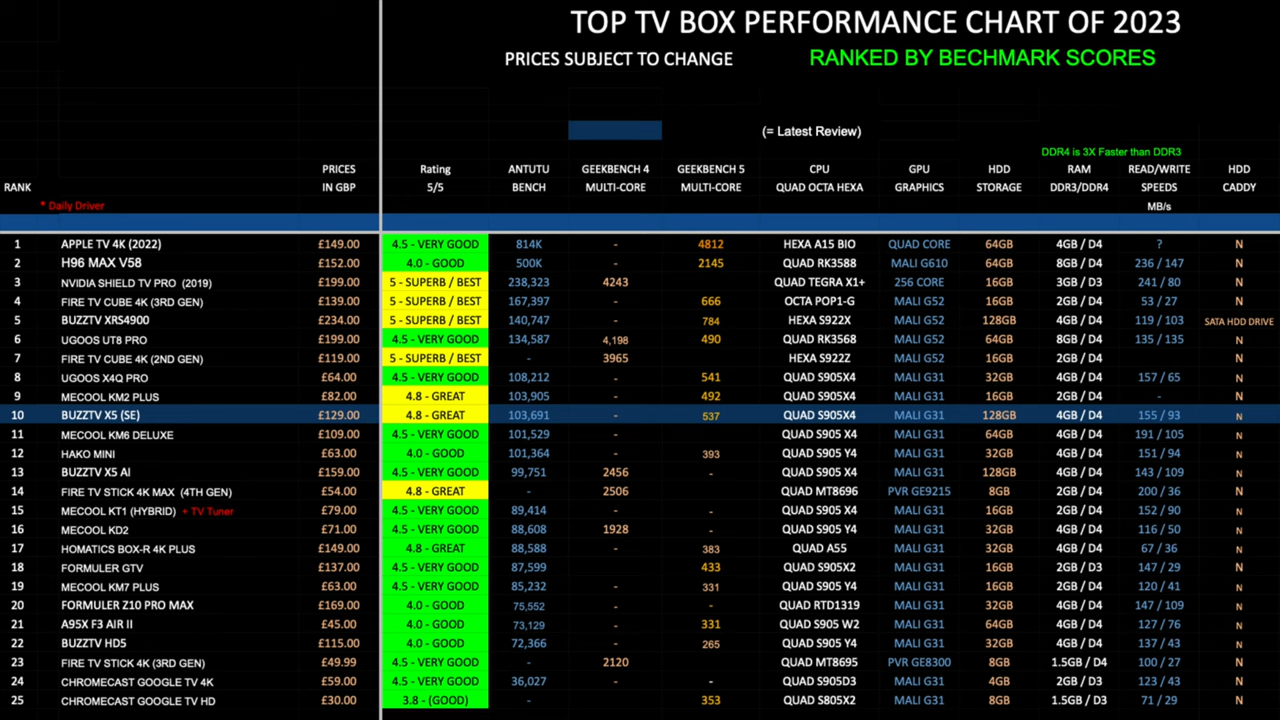 TOP TV BOX PERFORMANCE CHART OF 2023
PRICES SUBJECT TO CHANGE RANKED BY BECHMARK SCORES
(= Latest Review)
DDR4 is 3X Faster than DDR3
PRICES Rating ANTUTU GEEKBENCH 4 GEEKBENCH 5 CPU GPU HDD RAM READ/WRITE HDD
RANK IN GBP 5/5 BENCH MULTI-CORE MULTI-CORE QUAD OCTA HEXA GRAPHICS STORAGE DDR3/DDR4 SPEEDS CADDY
* Daily Driver MB/s
1 APPLE TV 4K (2022) £149.00 4.5 - VERY GOOD 814K - 4812 HEXA A15 BIO QUAD CORE 64GB 4GB / D4 ? N
2 H96 MAX V58 £152.00 4.0 - GOOD 500K - 2145 QUAD RK3588 MALI G610 64GB 8GB / D4 236 / 147 N
3 NVIDIA SHIELD TV PRO (2019) £199.00 5 - SUPERB / BEST 238,323 4243 QUAD TEGRA X1+ 256 CORE 16GB 3GB / D3 241 / 80 N
4 FIRE TV CUBE 4K (3RD GEN) £139.00 5 - SUPERB / BEST 167,397 - 666 OCTA POP1-G MALI G52 16GB 2GB / D4 53 / 27 N
5 BUZZTV XRS4900 £234.00 5 - SUPERB / BEST 140,747 - 784 HEXA S922X MALI G52 128GB 4GB / D4 119 / 103 SATA HDD DRIVE
6 UGOOS UT8 PRO £199.00 4.5 - VERY GOOD 134,587 4,198 490 QUAD RK3568 MALI G52 64GB 8GB / D4 135 / 135 N
7 FIRE TV CUBE 4K (2ND GEN) £119.00 5 - SUPERB / BEST - 3965 HEXA S922Z MALI G52 16GB 2GB / D4 - N
8 UGOOS X4Q PRO £64.00 4.5 - VERY GOOD 108,212 - 541 QUAD S905X4 MALI G31 32GB 4GB / D4 157 / 65 N
9 MECOOL KM2 PLUS £82.00 4.8 - GREAT 103,905 - 492 QUAD S905X4 MALI G31 16GB 2GB / D4 - N
10 BUZZTV X5 (SE) £129.00 4.8 - GREAT 103,691 - 537 QUAD S905X4 MALI G31 128GB 4GB / D4 155 / 93 N
11 MECOOL KM6 DELUXE £109.00 4.5 - VERY GOOD 101,529 - QUAD S905 X4 MALI G31 64GB 4GB / D4 191 / 105 N
12 HAKO MINI £63.00 4.0 - GOOD 101,364 - 393 QUAD S905 Y4 MALI G31 32GB 4GB / D4 151 / 94 N
13 BUZZTV X5 AI £159.00 4.5 - VERY GOOD 99,751 2456 - QUAD S905 X4 MALI G31 128GB 4GB / D4 143 / 109 N
14 FIRE TV STICK 4K MAX (4TH GEN) £54.00 4.8 - GREAT - 2506 QUAD MT8696 PVR GE9215 8GB 2GB / D4 200 / 36 N
15 MECOOL KT1 (HYBRID) + TV Tuner £79.00 4.5 - VERY GOOD 89,414 - QUAD S905 X4 MALI G31 16GB 2GB / D4 152 / 90 N
16 MECOOL KD2 £71.00 4.5 - VERY GOOD 88,608 1928 QUAD S905 Y4 MALI G31 32GB 4GB / D4 116 / 50 N
17 HOMATICS BOX-R 4K PLUS £149.00 4.8 - GREAT 88,588 - 383 QUAD A55 MALI G31 32GB 4GB / D4 67 / 36 N
18 FORMULER GTV £137.00 4.5 - VERY GOOD 87,599 433 QUAD S905X2 MALI G31 16GB 2GB / D3 147 / 29 N
19 MECOOL KM7 PLUS £63.00 4.5 - VERY GOOD 85,232 - 331 QUAD S905 Y4 MALI G31 16GB 2GB / D4 120 / 41 N
20 FORMULER Z10 PRO MAX £169.00 4.0 - GOOD 75,552 - - QUAD RTD1319 MALI G31 32GB 4GB / D4 147 / 109 N
21 A95X F3 AIR II £45.00 4.0 - GOOD 73,129 - 331 QUAD S905 W2 MALI G31 64GB 4GB / D4 127 / 76 N
22 BUZZTV HD5 £115.00 4.0 - GOOD 72,366 - 265 QUAD S905 Y4 MALI G31 32GB 4GB / D4 137 / 43 N
23 FIRE TV STICK 4K (3RD GEN) £49.99 4.5 - VERY GOOD - 2120 QUAD MT8695 PVR GE8300 8GB 1.5GB / D4 100 / 27 N
24 CHROMECAST GOOGLE TV 4K £59.00 4.5 - VERY GOOD 36,027 - - QUAD S905D3 MALI G31 4GB 2GB / D3 123 / 43 N
25 CHROMECAST GOOGLE TV HD £30.00 3.8 - (GOOD) - 353 QUAD S805X2 MALI G31 8GB 1.5GB / D3 71 / 29 N